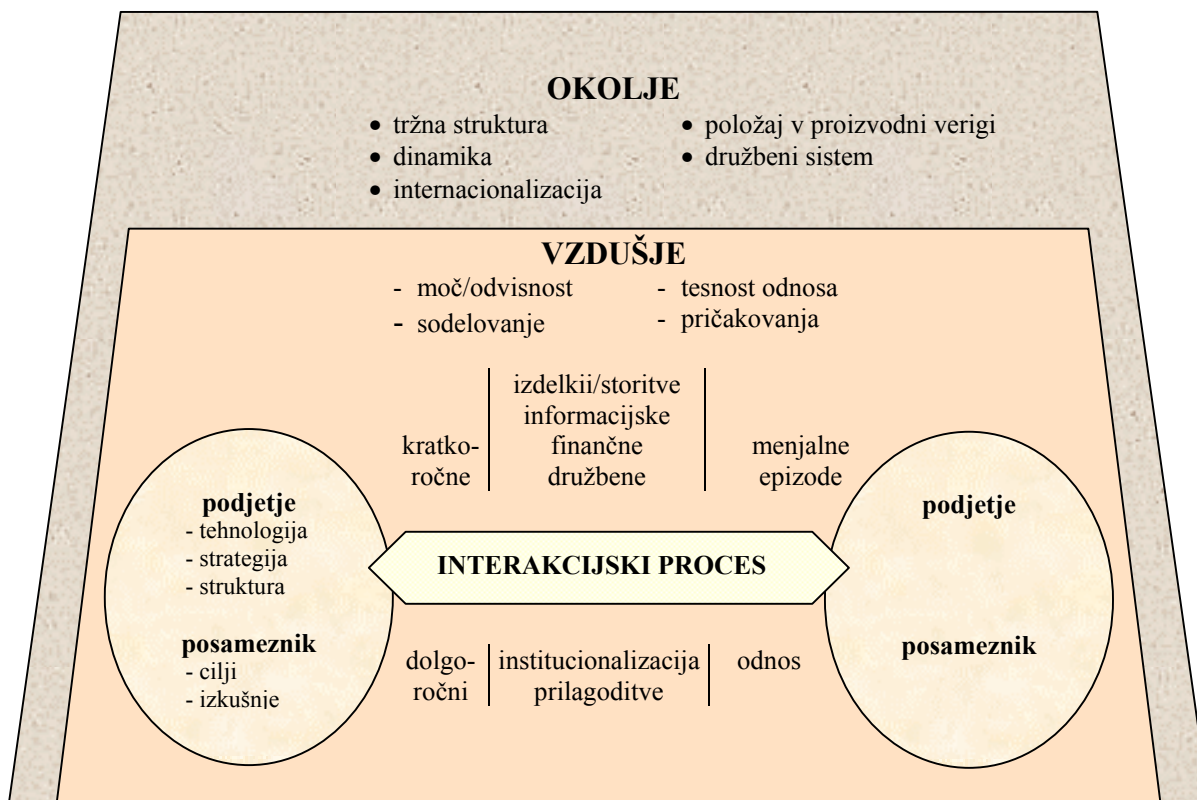 OKOLJE
• tržna struktura
• dinamika
• internacionalizacija
• položaj v proizvodni verigi
• družbeni sistem
VZDUŠJE
- moč/odvisnost
- sodelovanje
- tesnost odnosa
- pričakovanja
kratko-
ročne
izdelkii/storitve
informacijske
finančne
družbene
menjalne
epizode
podjetje
- tehnologija
- strategija
- struktura
posameznik
- cilji
- izkušnje
INTERAKCIJSKI PROCES
podjetje
posameznik
dolgo-
ročni
institucionalizacija
prilagoditve
odnos